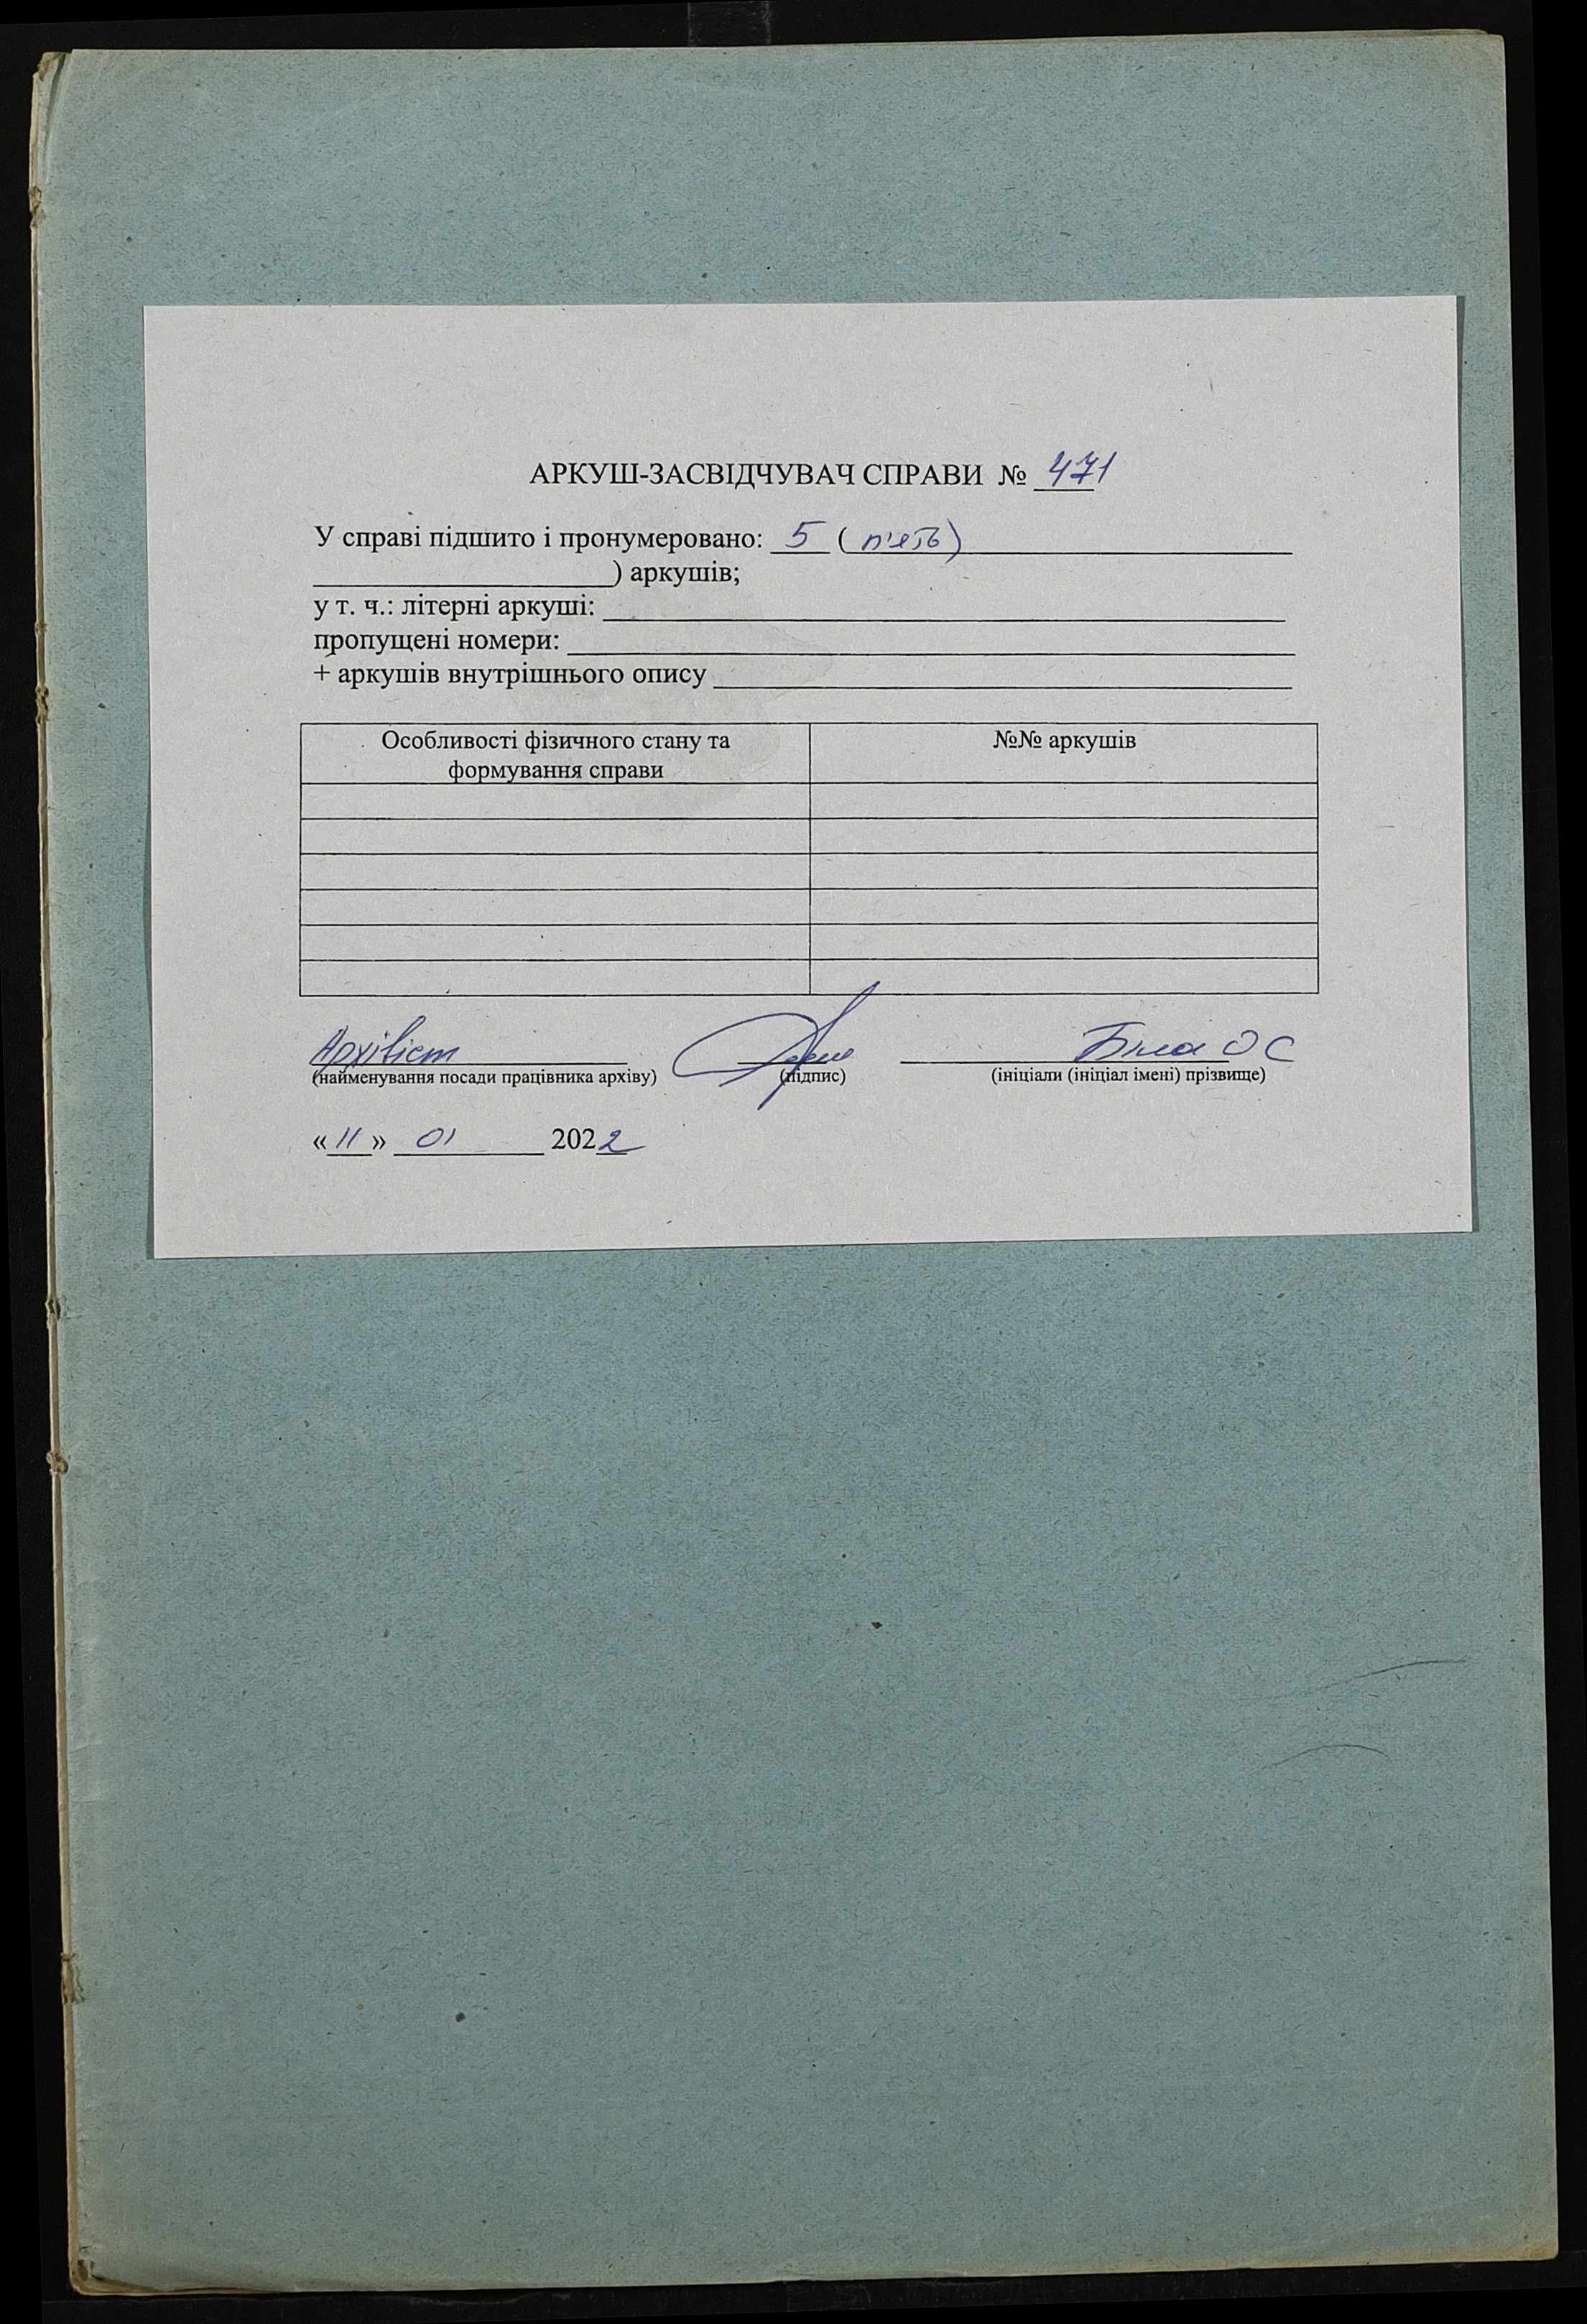 АРКУШ-ЗАСВІДЧУВАЧ СПРАВИ № 471
У справі підшито і пронумеровано: 5 ( п'ять)
) аркушів;
у т. ч.: літерні аркуші:
пропущені номери:
+ аркушів внутрішнього опису
Особливості фізичного стану та №№ аркушів
формування справи
Архівіст Біла О С
(найменування посади працівника архіву) (підпис) (ініціали (ініціал імені) прізвище)
«11» 01 2022